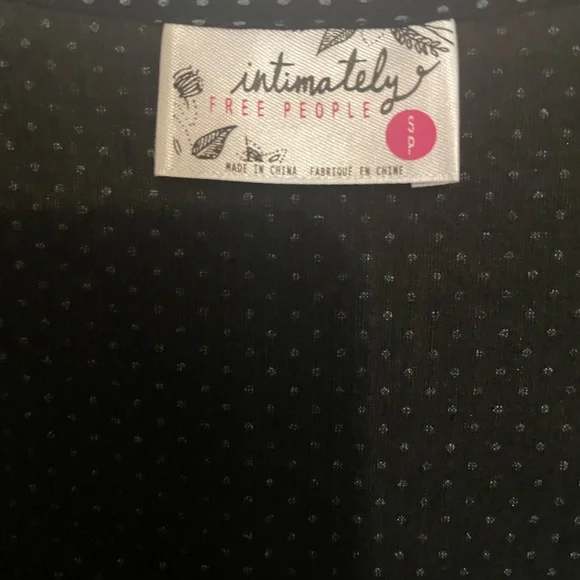 intimately
FREE PEOPLE
S
P
MADE IN CHINA FABRIQUÉ EN CHINE